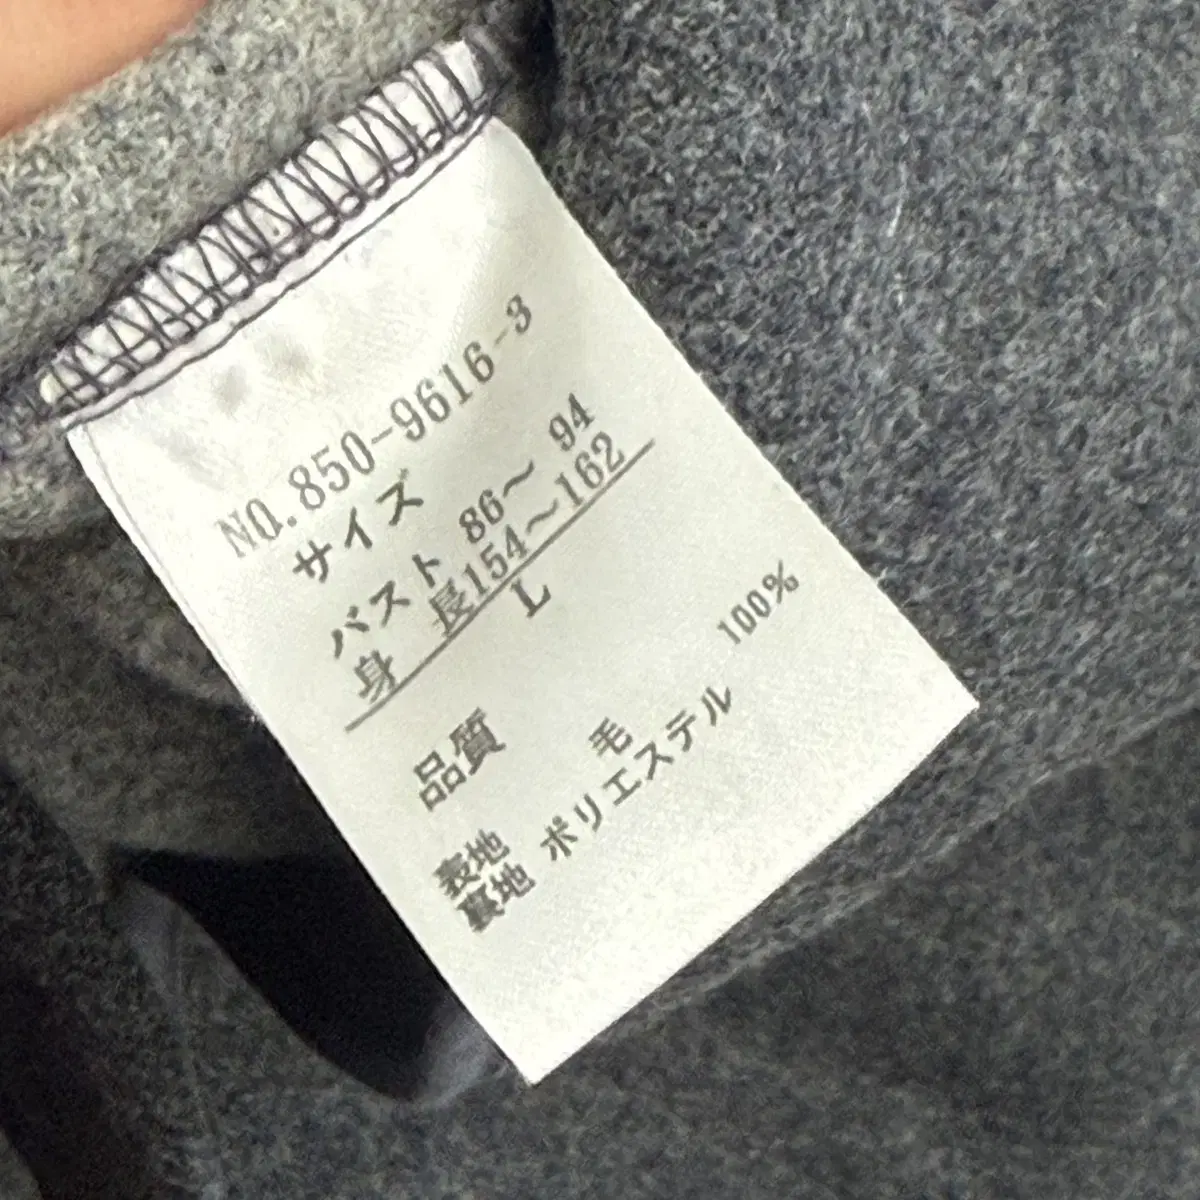 NO.850-9616-3
サイズ
バスト 86～ 94
身 長154～162
L
品質
表地 毛 100%
裏地 ポリエステル